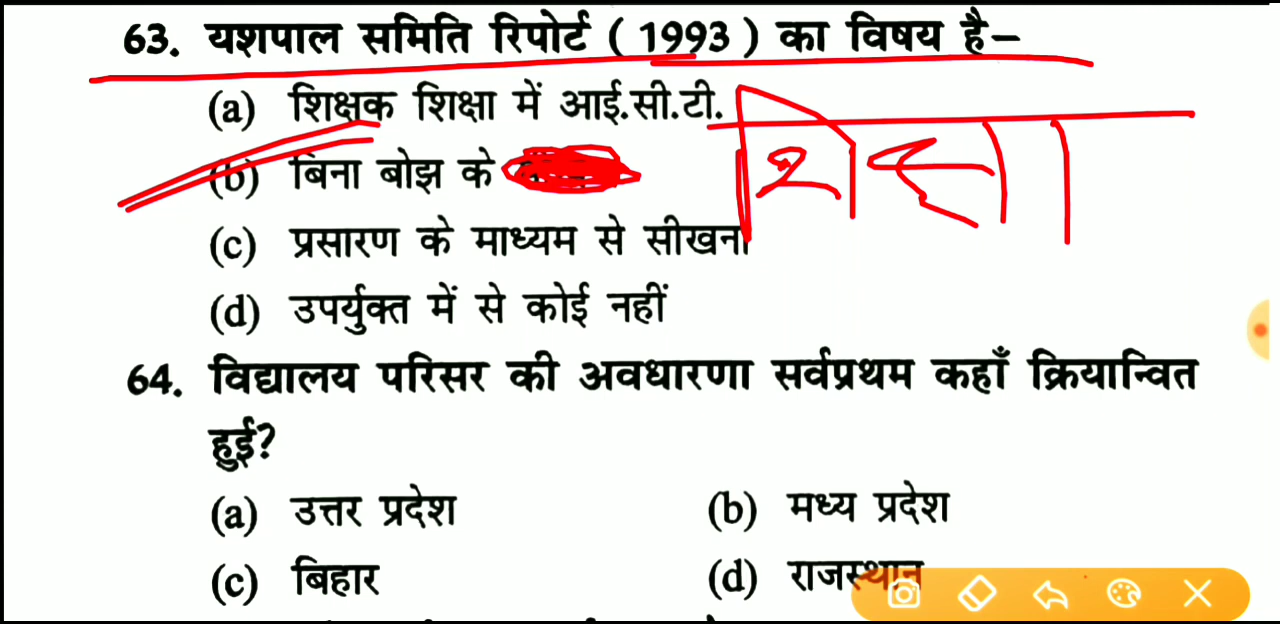 63. यशपाल समिति रिपोर्ट ( 1993 ) का विषय है–
(a) शिक्षक शिक्षा में आई.सी.टी.
(b) बिना बोझ के
शिक्षा
(c) प्रसारण के माध्यम से सीखना
(d) उपर्युक्त में से कोई नहीं
64. विद्यालय परिसर की अवधारणा सर्वप्रथम कहाँ क्रियान्वित
हुई?
(a) उत्तर प्रदेश (b) मध्य प्रदेश
(c) बिहार (d) राजस्थान